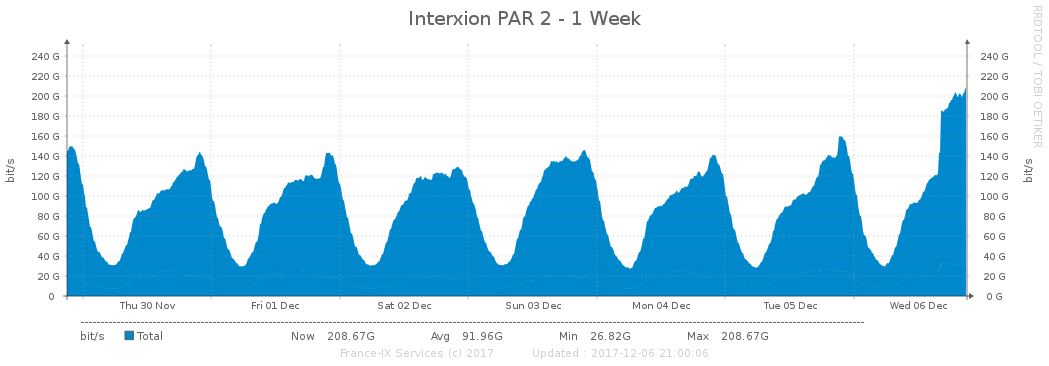 Interxion PAR 2 - 1 Week
RRDTOOL / TOBI OETIKER
bit/s
240 G 240 G
220 G 220 G
200 G 200 G
180 G 180 G
160 G 160 G
140 G 140 G
120 G 120 G
100 G 100 G
80 G 80 G
60 G 60 G
40 G 40 G
20 G 20 G
0 0 G
bit/s
Thu 30 Nov Fri 01 Dec Sat 02 Dec Sun 03 Dec Mon 04 Dec Tue 05 Dec Wed 06 Dec
bit/s Total Now 208.67G Avg 91.96G Min 26.82G Max 208.67G
France-IX Services (c) 2017 Updated : 2017-12-06 21:00:06